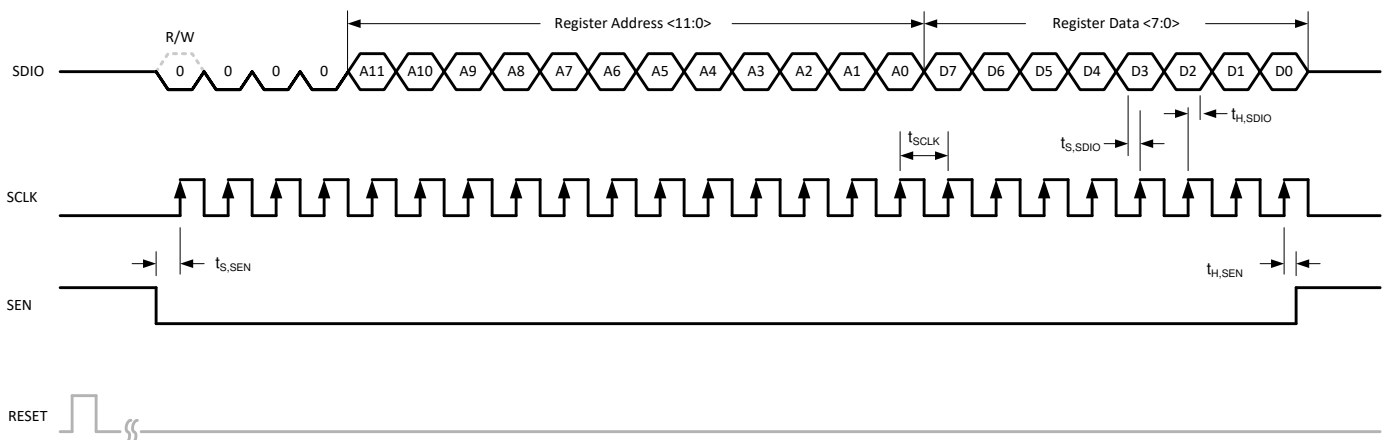 Register Address <11:0> Register Data <7:0>
R/W
SDIO 0 0 0 0 A11 A10 A9 A8 A7 A6 A5 A4 A3 A2 A1 A0 D7 D6 D5 D4 D3 D2 D1 D0
tH,SDIO
tSCLK tS,SDIO
SCLK
tS,SEN tH,SEN
SEN
RESET